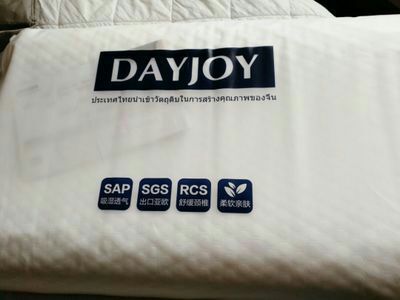 DAYJOY
ประเทศไทยนำเข้าวัตถุดิบในการสร้างคุณภาพของจีน
SAP SGS RCS
吸湿透气 出口亚欧 舒缓颈椎 柔软亲肤